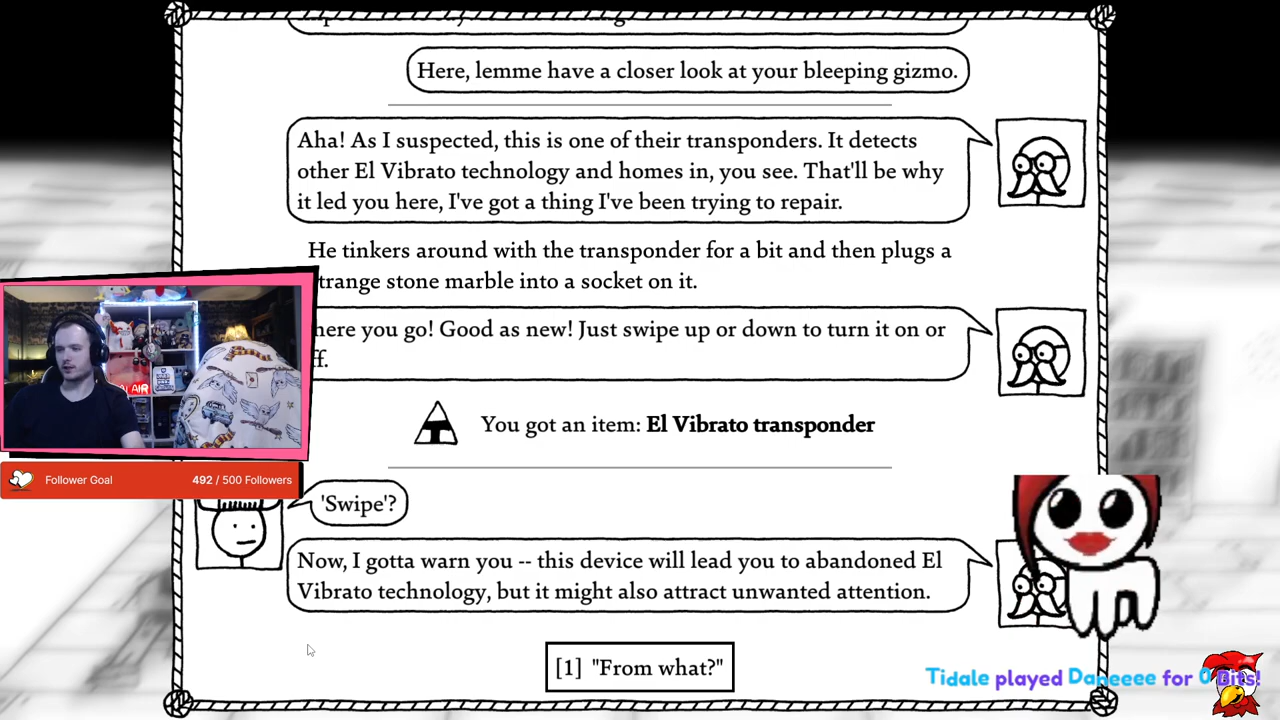 Here, lemme have a closer look at your bleeping gizmo.
Aha! As I suspected, this is one of their transponders. It detects
other El Vibrato technology and homes in, you see. That'll be why
it led you here, I've got a thing I've been trying to repair.
He tinkers around with the transponder for a bit and then plugs a
trange stone marble into a socket on it.
here you go! Good as new! Just swipe up or down to turn it on or
ff.
You got an item: El Vibrato transponder
Follower Goal 492 / 500 Followers
'Swipe'?
Now, I gotta warn you -- this device will lead you to abandoned El
Vibrato technology, but it might also attract unwanted attention.
[1] "From what?"
Tidale played Daneeee for 0 Bits!